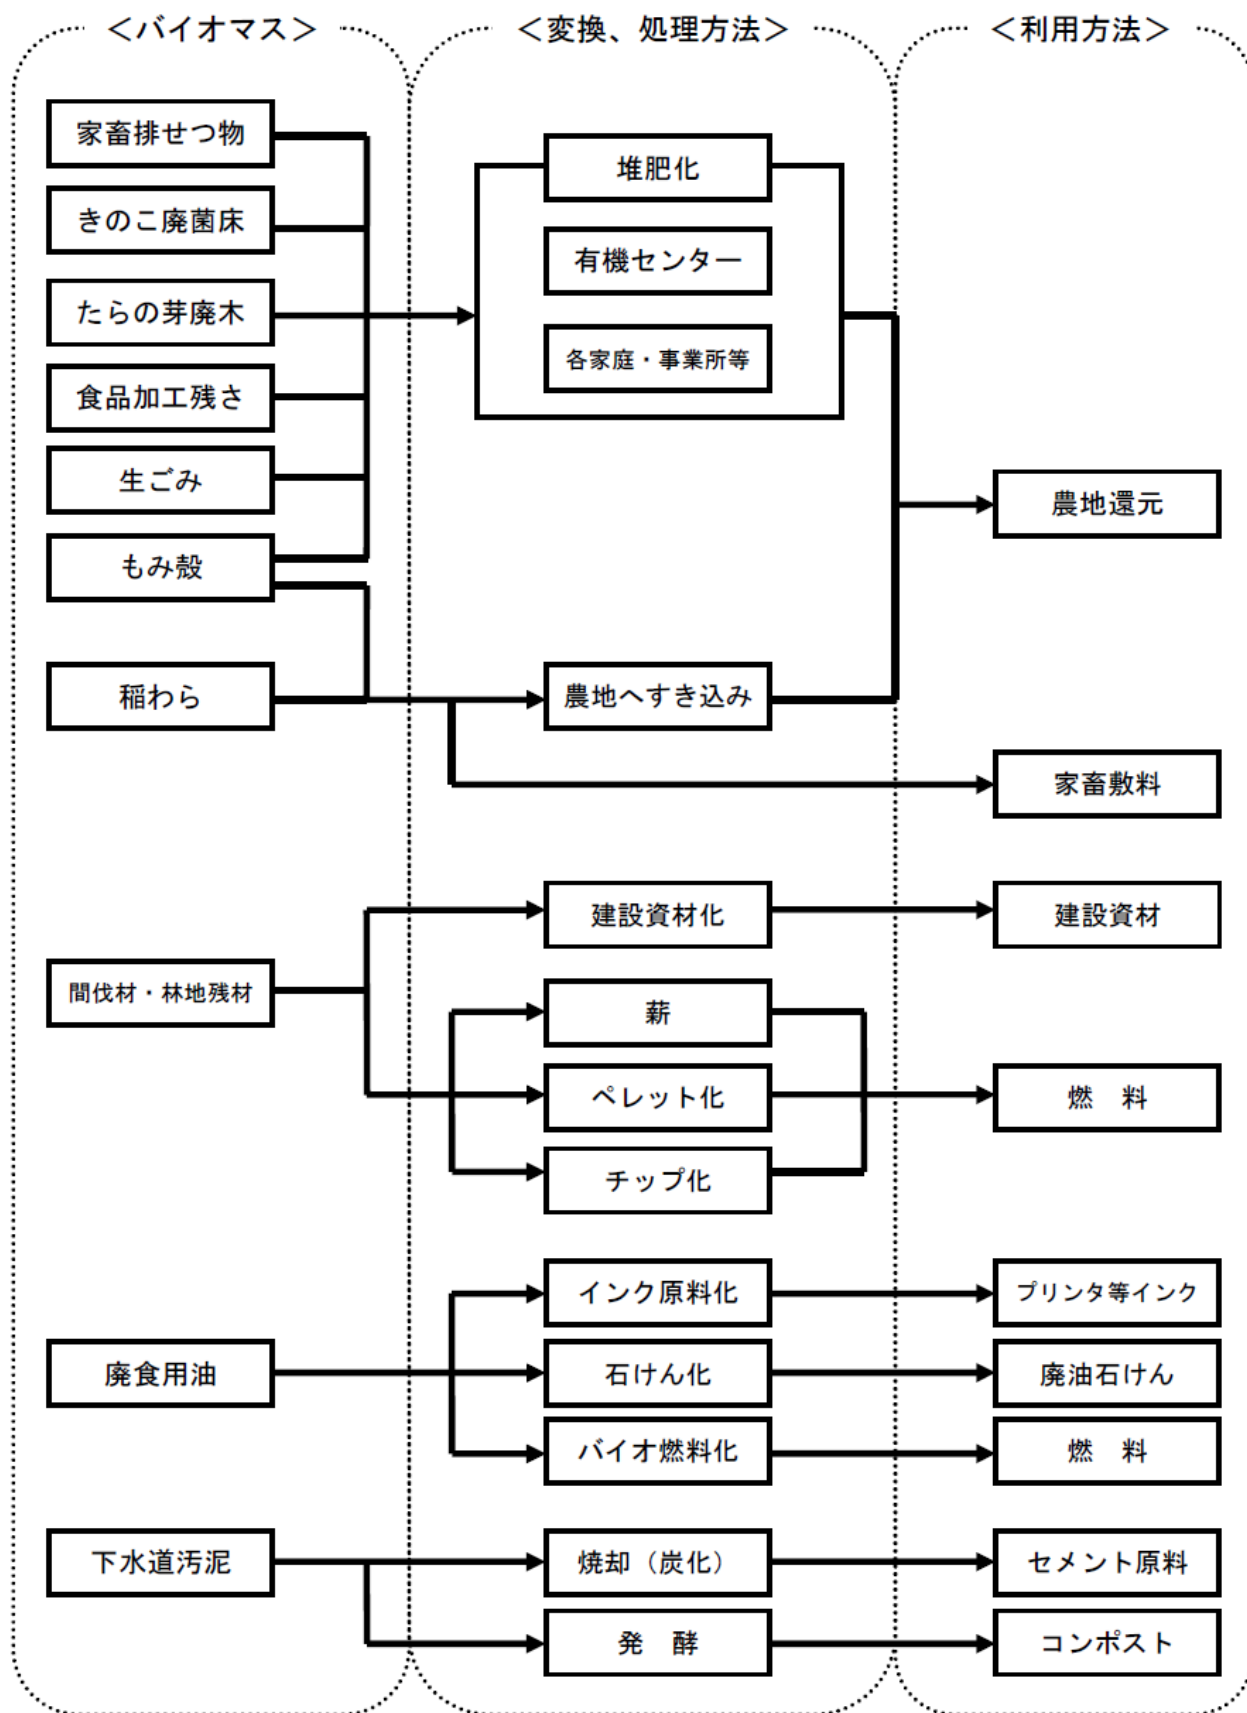 ＜バイオマス＞
＜変換、処理方法＞
＜利用方法＞
家畜排せつ物
きのこ廃菌床
たらの芽廃木
食品加工残さ
生ごみ
もみ殻
稲わら
間伐材・林地残材
廃食用油
下水道汚泥
堆肥化
有機センター
各家庭・事業所等
農地へすき込み
建設資材化
薪
ペレット化
チップ化
インク原料化
石けん化
バイオ燃料化
焼却（炭化）
発　酵
農地還元
家畜敷料
建設資材
燃　料
プリンタ等インク
廃油石けん
燃　料
セメント原料
コンポスト